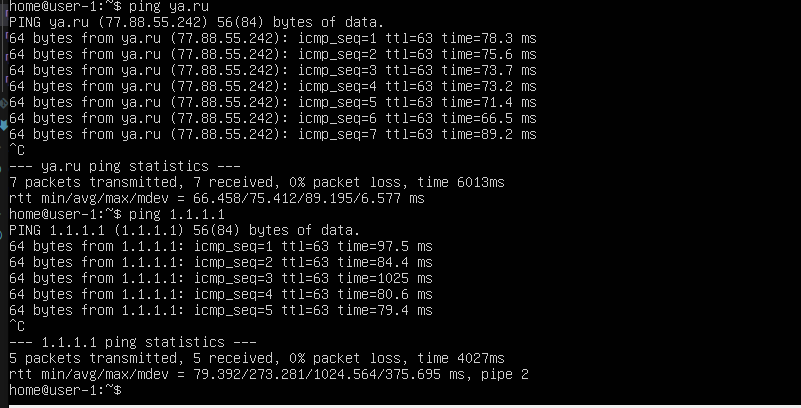 home@user-1:~$ ping ya.ru
PING ya.ru (77.88.55.242) 56(84) bytes of data.
64 bytes from ya.ru (77.88.55.242): icmp_seq=1 ttl=63 time=78.3 ms
64 bytes from ya.ru (77.88.55.242): icmp_seq=2 ttl=63 time=75.6 ms
64 bytes from ya.ru (77.88.55.242): icmp_seq=3 ttl=63 time=73.7 ms
64 bytes from ya.ru (77.88.55.242): icmp_seq=4 ttl=63 time=73.2 ms
64 bytes from ya.ru (77.88.55.242): icmp_seq=5 ttl=63 time=71.4 ms
64 bytes from ya.ru (77.88.55.242): icmp_seq=6 ttl=63 time=66.5 ms
64 bytes from ya.ru (77.88.55.242): icmp_seq=7 ttl=63 time=89.2 ms
^C
--- ya.ru ping statistics ---
7 packets transmitted, 7 received, 0% packet loss, time 6013ms
rtt min/avg/max/mdev = 66.458/75.412/89.195/6.577 ms
home@user-1:~$ ping 1.1.1.1
PING 1.1.1.1 (1.1.1.1) 56(84) bytes of data.
64 bytes from 1.1.1.1: icmp_seq=1 ttl=63 time=97.5 ms
64 bytes from 1.1.1.1: icmp_seq=2 ttl=63 time=84.4 ms
64 bytes from 1.1.1.1: icmp_seq=3 ttl=63 time=1025 ms
64 bytes from 1.1.1.1: icmp_seq=4 ttl=63 time=80.6 ms
64 bytes from 1.1.1.1: icmp_seq=5 ttl=63 time=79.4 ms
^C
--- 1.1.1.1 ping statistics ---
5 packets transmitted, 5 received, 0% packet loss, time 4027ms
rtt min/avg/max/mdev = 79.392/273.281/1024.564/375.695 ms, pipe 2
home@user-1:~$